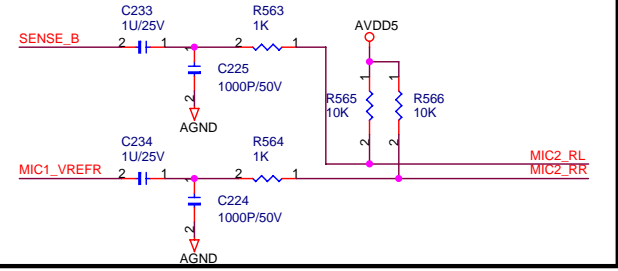 C233
1U/25V
R563
1K
AVDD5
SENSE_B
2
1
2
1
1
C225
1000P/50V
2
AGND
1
1
R565
10K
R566
10K
2
2
C234
1U/25V
R564
1K
MIC2_RL
MIC1_VREFR
2
1
2
1
MIC2_RR
1
C224
1000P/50V
2
AGND